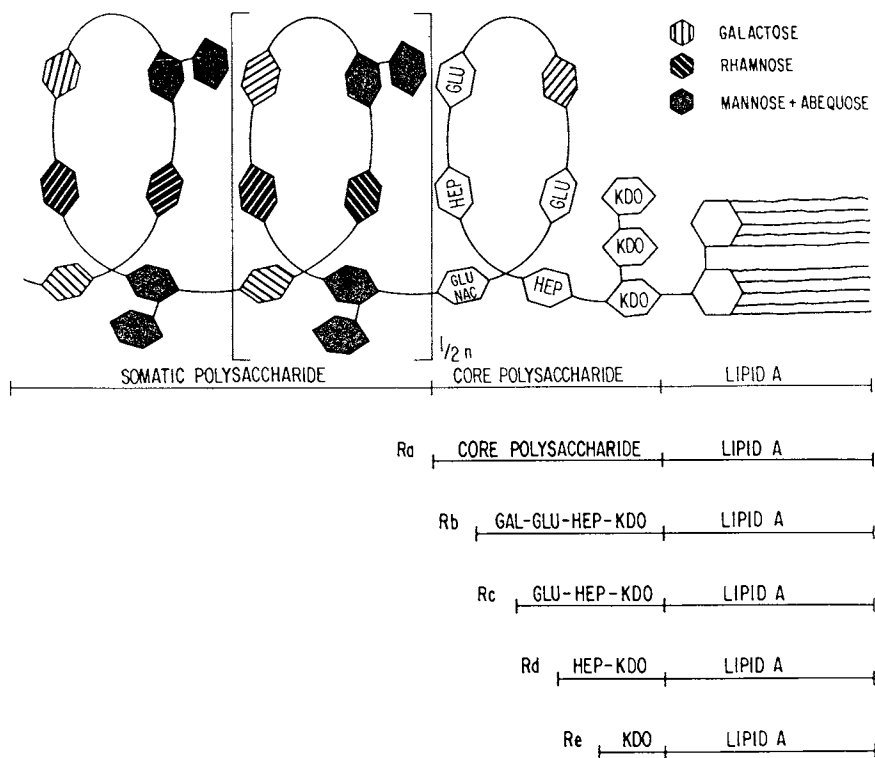 GALACTOSE
RHAMNOSE
MANNOSE + ABEQUOSE
GLU
HEP
GLU
KDO
KDO
GLU
NAC
HEP
KDO
1/2 n
SOMATIC POLYSACCHARIDE CORE POLYSACCHARIDE LIPID A
Ra CORE POLYSACCHARIDE LIPID A
Rb GAL-GLU-HEP-KDO LIPID A
Rc GLU-HEP-KDO LIPID A
Rd HEP-KDO LIPID A
Re KDO LIPID A